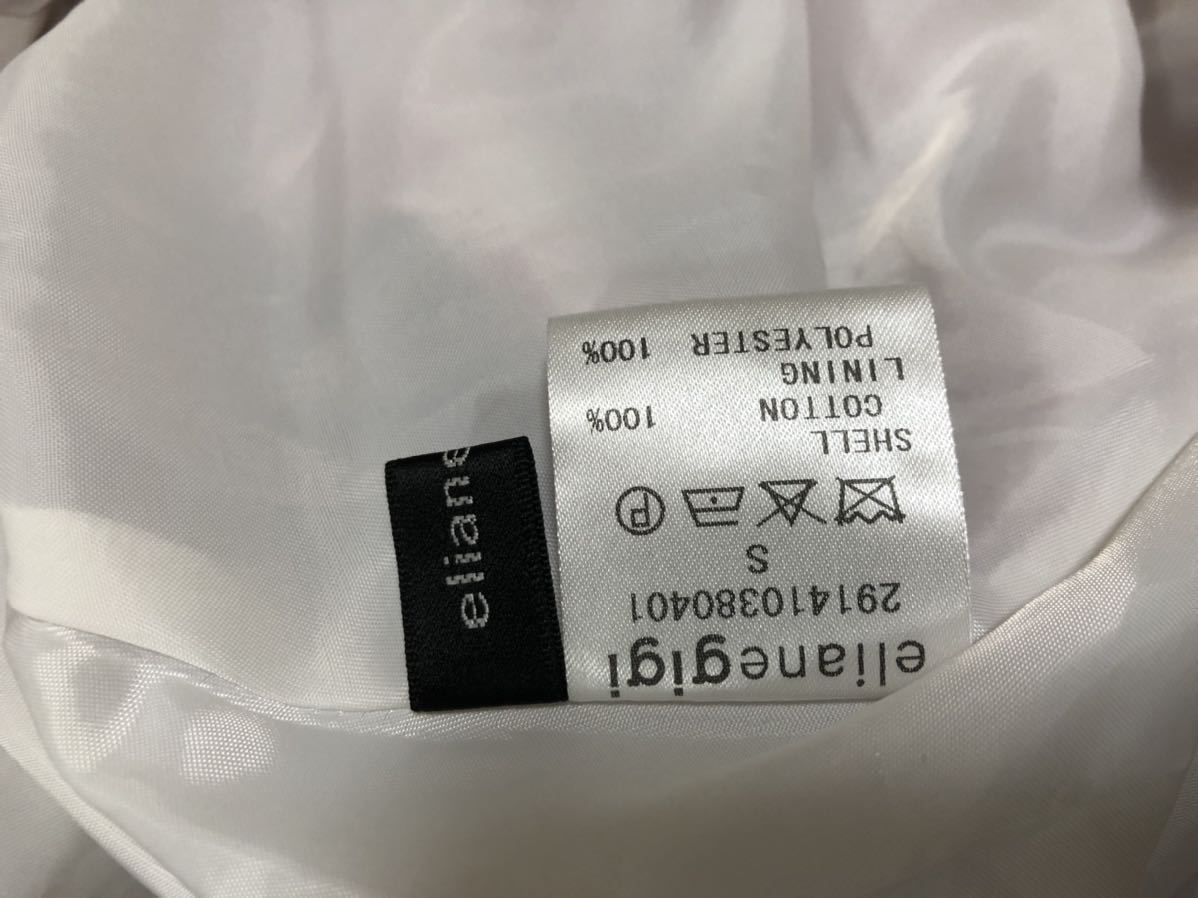 elianegigi
291410380401
S
P
SHELL
COTTON 100%
LINING
POLYESTER 100%
eliane